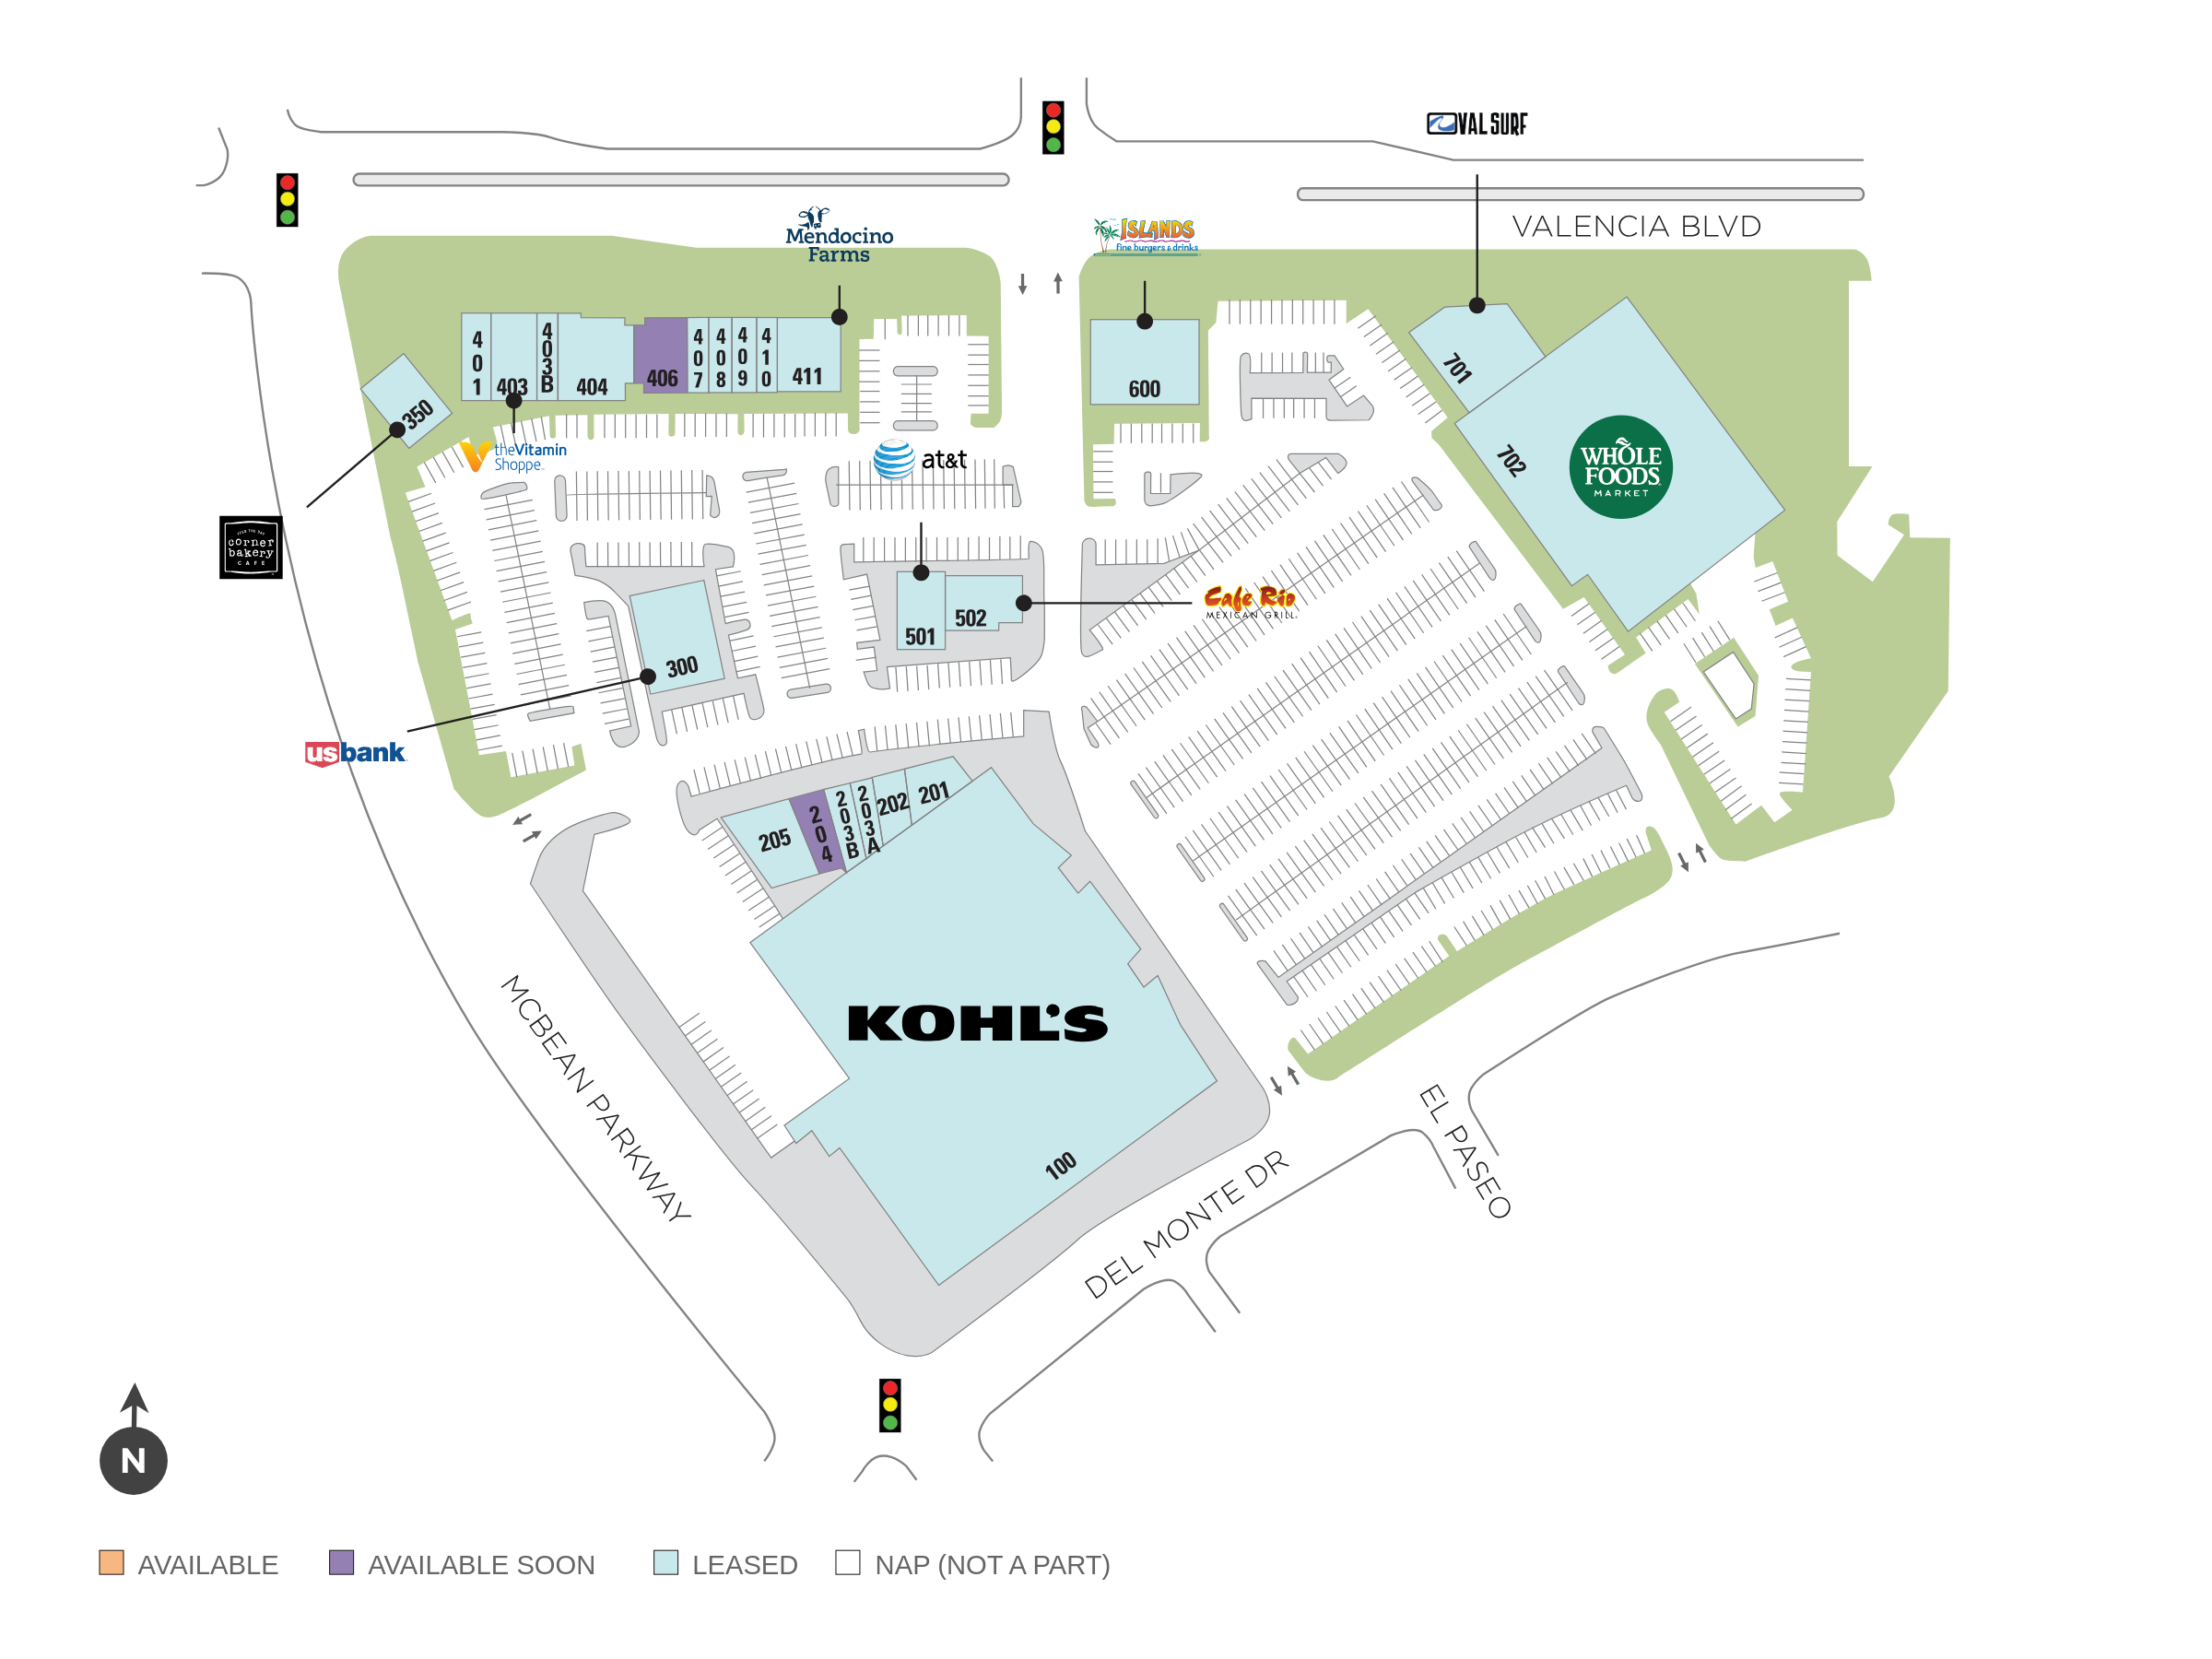 VAL SURF
VALENCIA BLVD
Mendocino
Farms
ISLANDS
fine burgers & drinks
401
403
403B
404
406
407
408
409
410
411
600
701
702
WHOLE
FOODS
MARKET
350
theVitamin
Shoppe
at&t
corner
bakery
CAFE
501
502
Cafe Rio
MEXICAN GRILL
300
usbank
205
204
203B
203A
202
201
KOHL'S
100
MCBEAN PARKWAY
DEL MONTE DR
EL PASEO
N
AVAILABLE
AVAILABLE SOON
LEASED
NAP (NOT A PART)